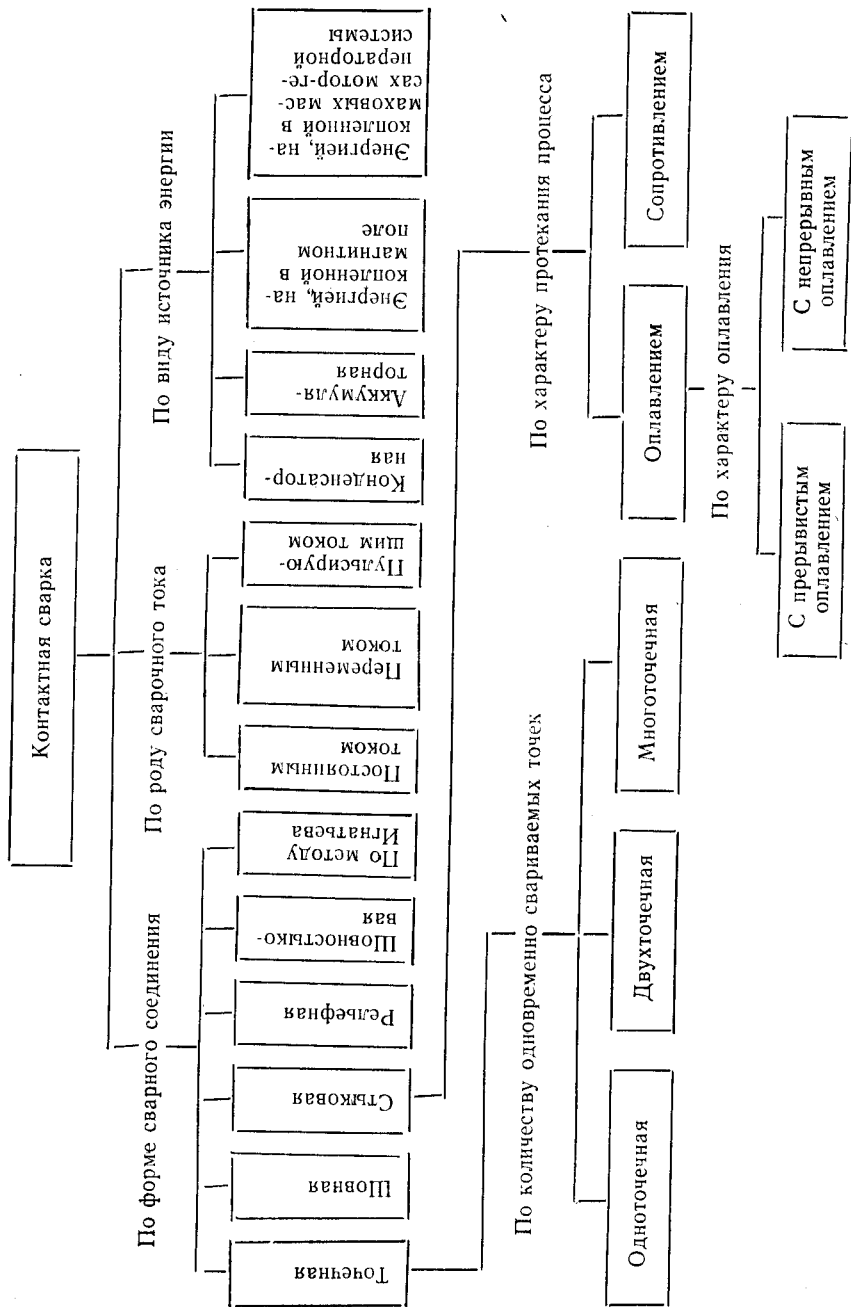 Контактная сварка
По форме сварного соединения
По роду сварочного тока
По виду источника энергии
Точечная
Шовная
Стыковая
Рельефная
Шовностыко-
вая
По методу
Игнатьева
Постоянным
током
Переменным
током
Пульсирую-
щим током
Конденсатор-
ная
Аккумуля-
торная
Энергией, на-
копленной в
магнитном
поле
Энергией, на-
копленной в
маховых мас-
сах мотор-ге-
нераторной
системы
По количеству одновременно свариваемых точек
По характеру протекания процесса
Одноточечная
Двухточечная
Многоточечная
Оплавлением
Сопротивлением
По характеру оплавления
С прерывистым
оплавлением
С непрерывным
оплавлением